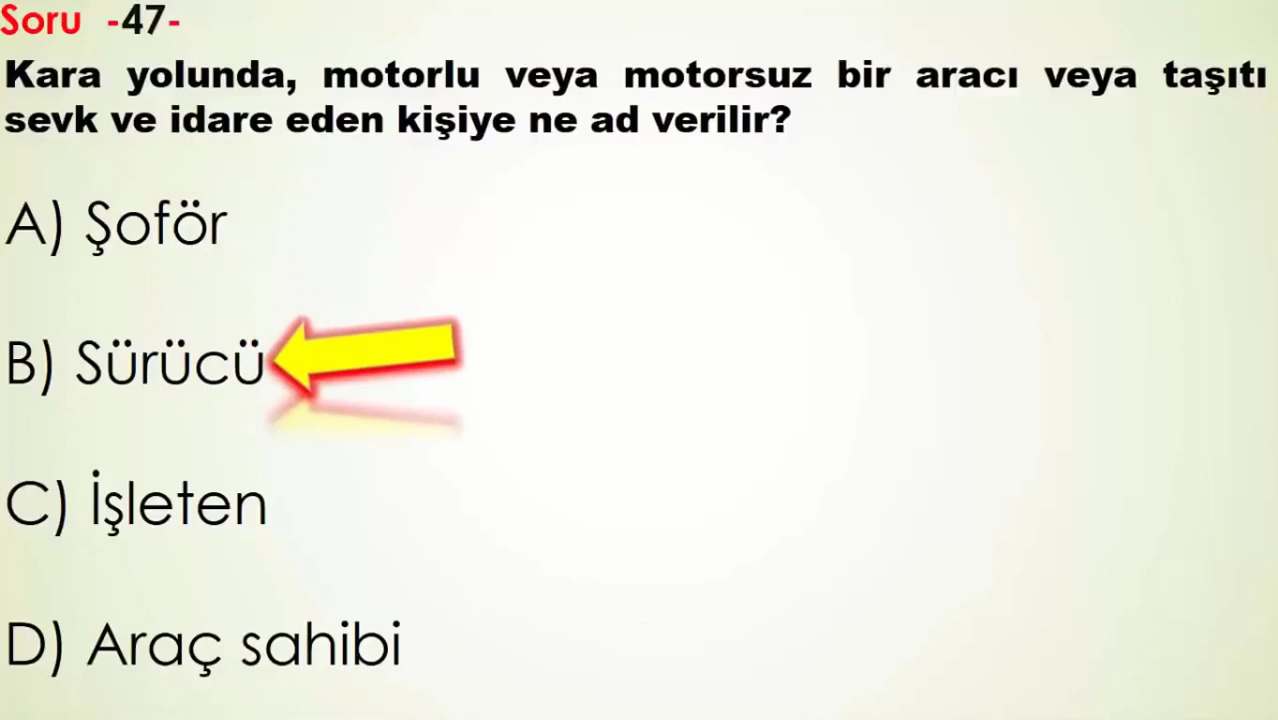 Soru -47-
Kara yolunda, motorlu veya motorsuz bir aracı veya taşıtı
sevk ve idare eden kişiye ne ad verilir?
A) Şoför
B) Sürücü
C) İşleten
D) Araç sahibi